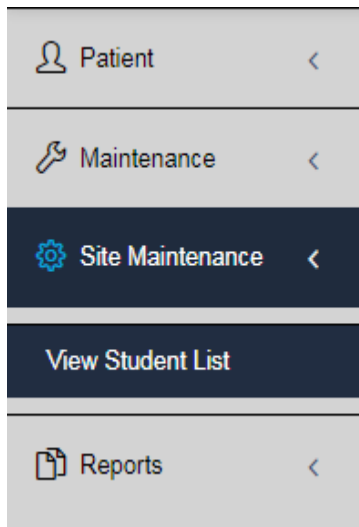 Patient
Maintenance
Site Maintenance
View Student List
Reports